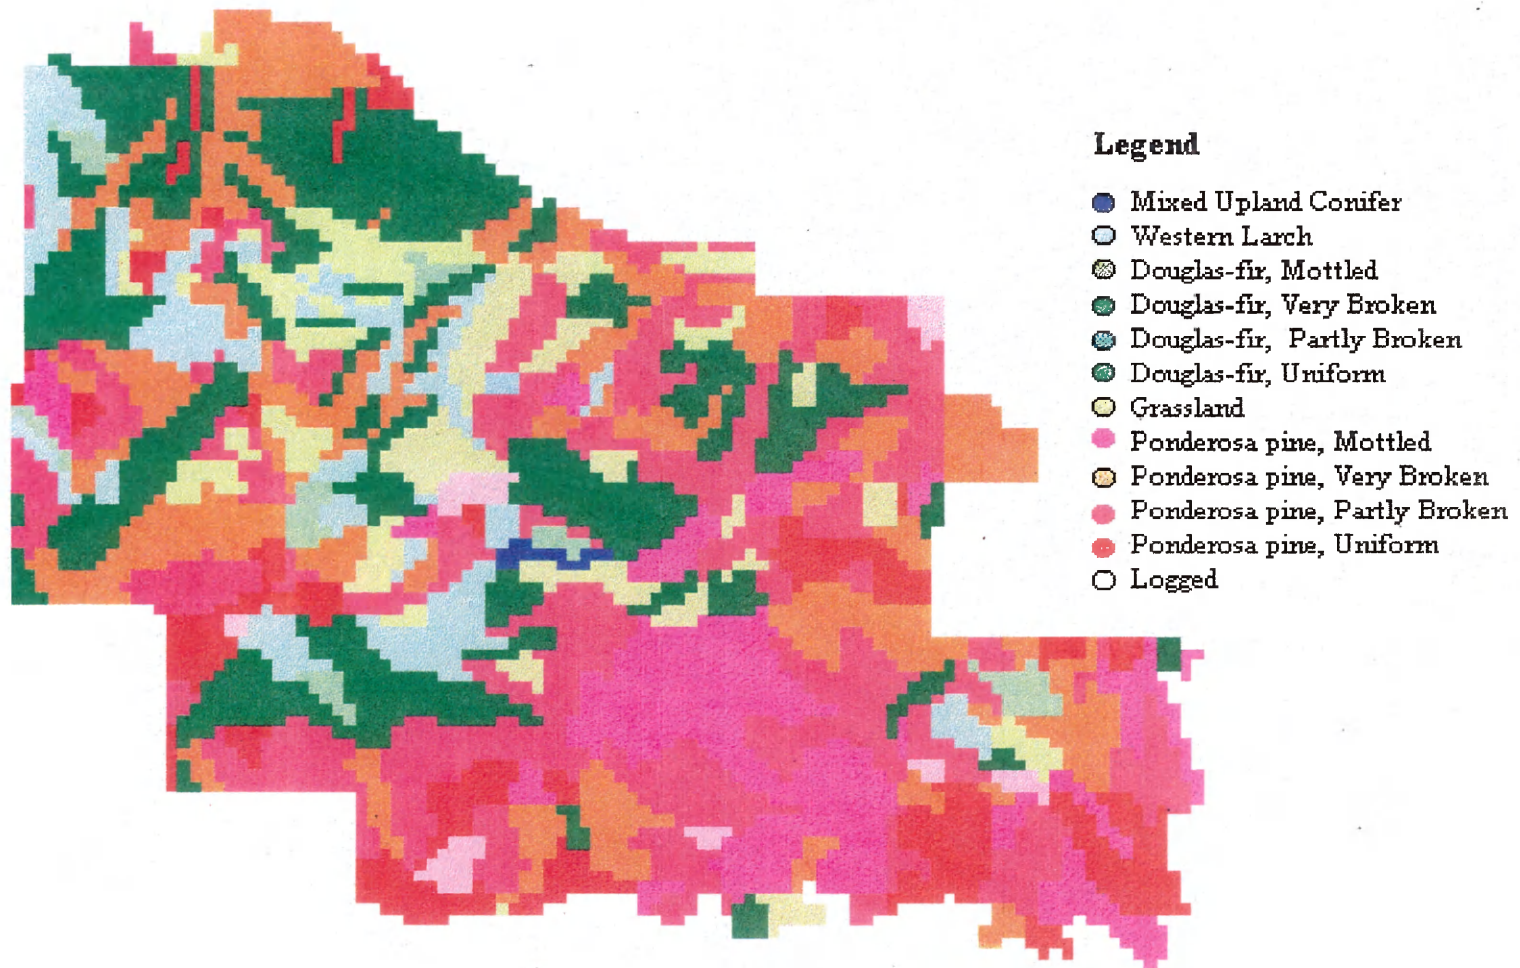 Legend
Mixed Upland Conifer
Western Larch
Douglas-fir, Mottled
Douglas-fir, Very Broken
Douglas-fir, Partly Broken
Douglas-fir, Uniform
Grassland
Ponderosa pine, Mottled
Ponderosa pine, Very Broken
Ponderosa pine, Partly Broken
Ponderosa pine, Uniform
Logged